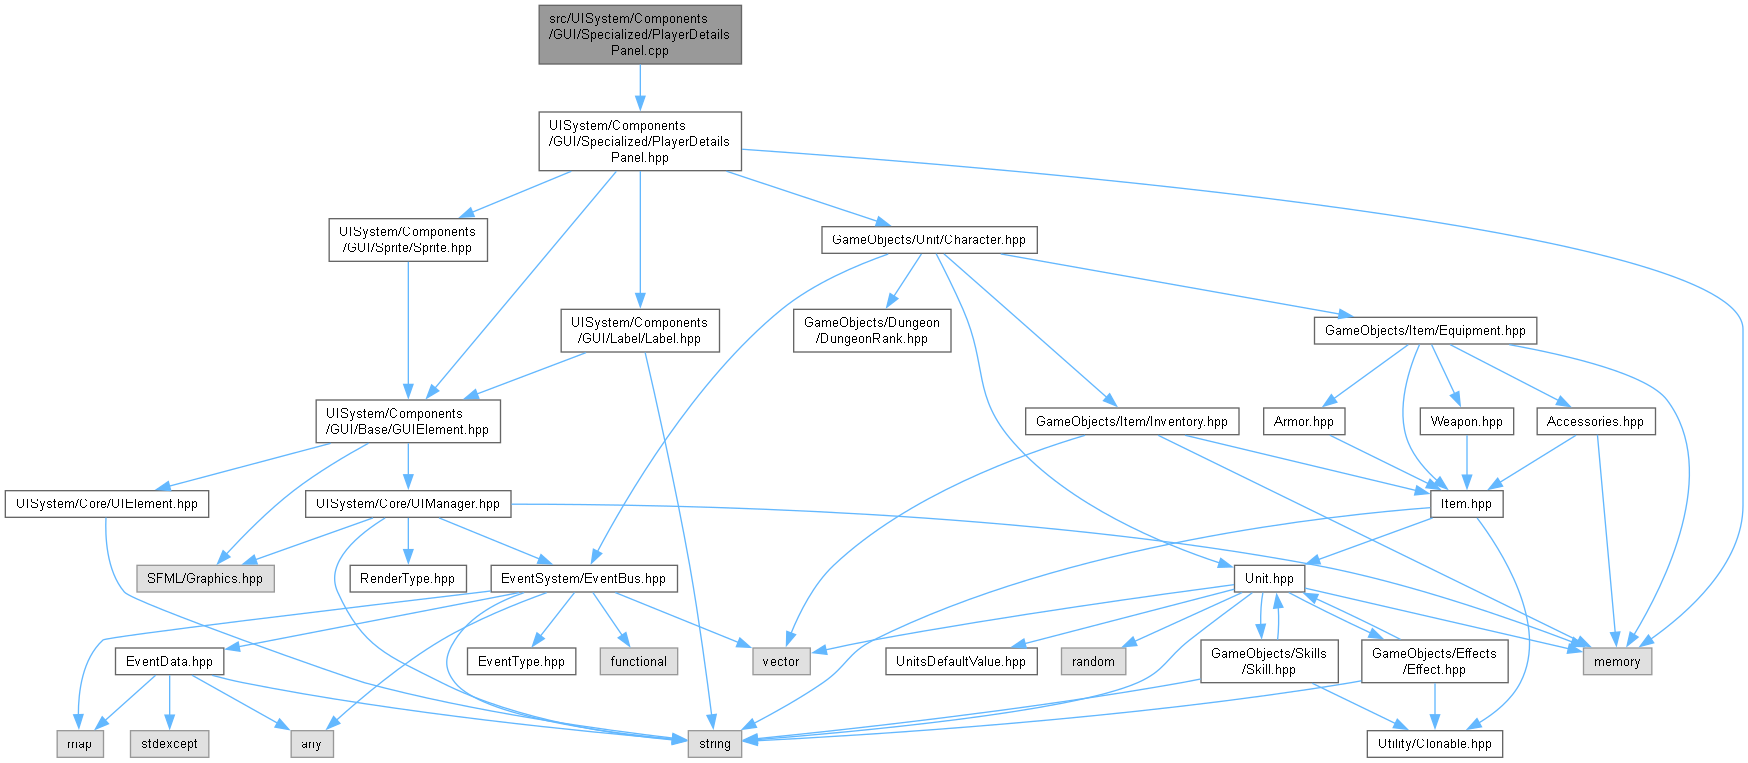 src/UISystem/Components
/GUI/Specialized/PlayerDetails
Panel.cpp
UISystem/Components
/GUI/Specialized/PlayerDetails
Panel.hpp
UISystem/Components
/GUI/Sprite/Sprite.hpp
GameObjects/Unit/Character.hpp
UISystem/Components
/GUI/Label/Label.hpp
GameObjects/Dungeon
/DungeonRank.hpp
GameObjects/Item/Equipment.hpp
UISystem/Components
/GUI/Base/GUIElement.hpp
GameObjects/Item/Inventory.hpp
Armor.hpp
Weapon.hpp
Accessories.hpp
UISystem/Core/UIElement.hpp
UISystem/Core/UIManager.hpp
Item.hpp
SFML/Graphics.hpp
RenderType.hpp
EventSystem/EventBus.hpp
Unit.hpp
EventData.hpp
EventType.hpp
functional
vector
UnitsDefaultValue.hpp
random
GameObjects/Skills
/Skill.hpp
GameObjects/Effects
/Effect.hpp
memory
map
stdexcept
any
string
Utility/Clonable.hpp